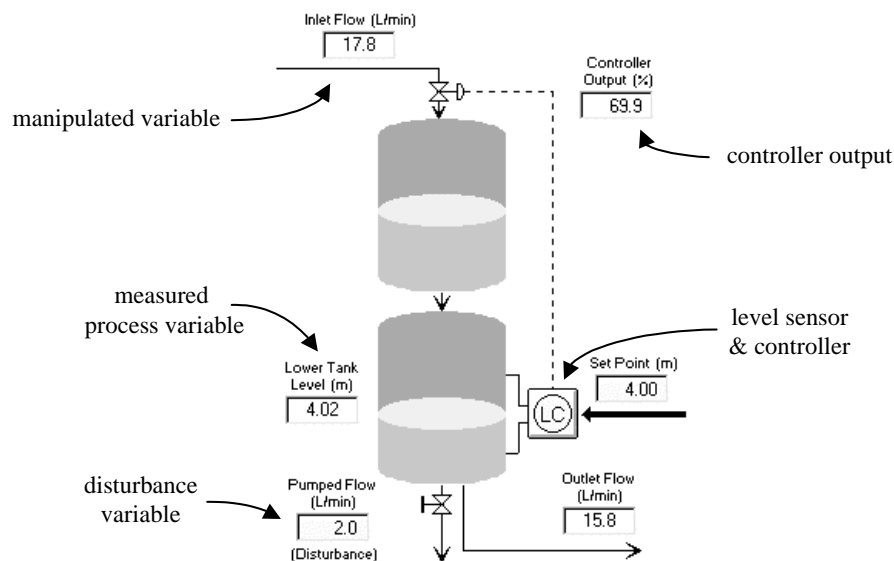 Inlet Flow (L/min)
17.8
manipulated variable
Controller
Output (%)
69.9
controller output
measured
process variable
Lower Tank
Level (m)
4.02
level sensor
& controller
Set Point (m)
4.00
LC
disturbance
variable
Pumped Flow
(L/min)
2.0
(Disturbance)
Outlet Flow
(L/min)
15.8